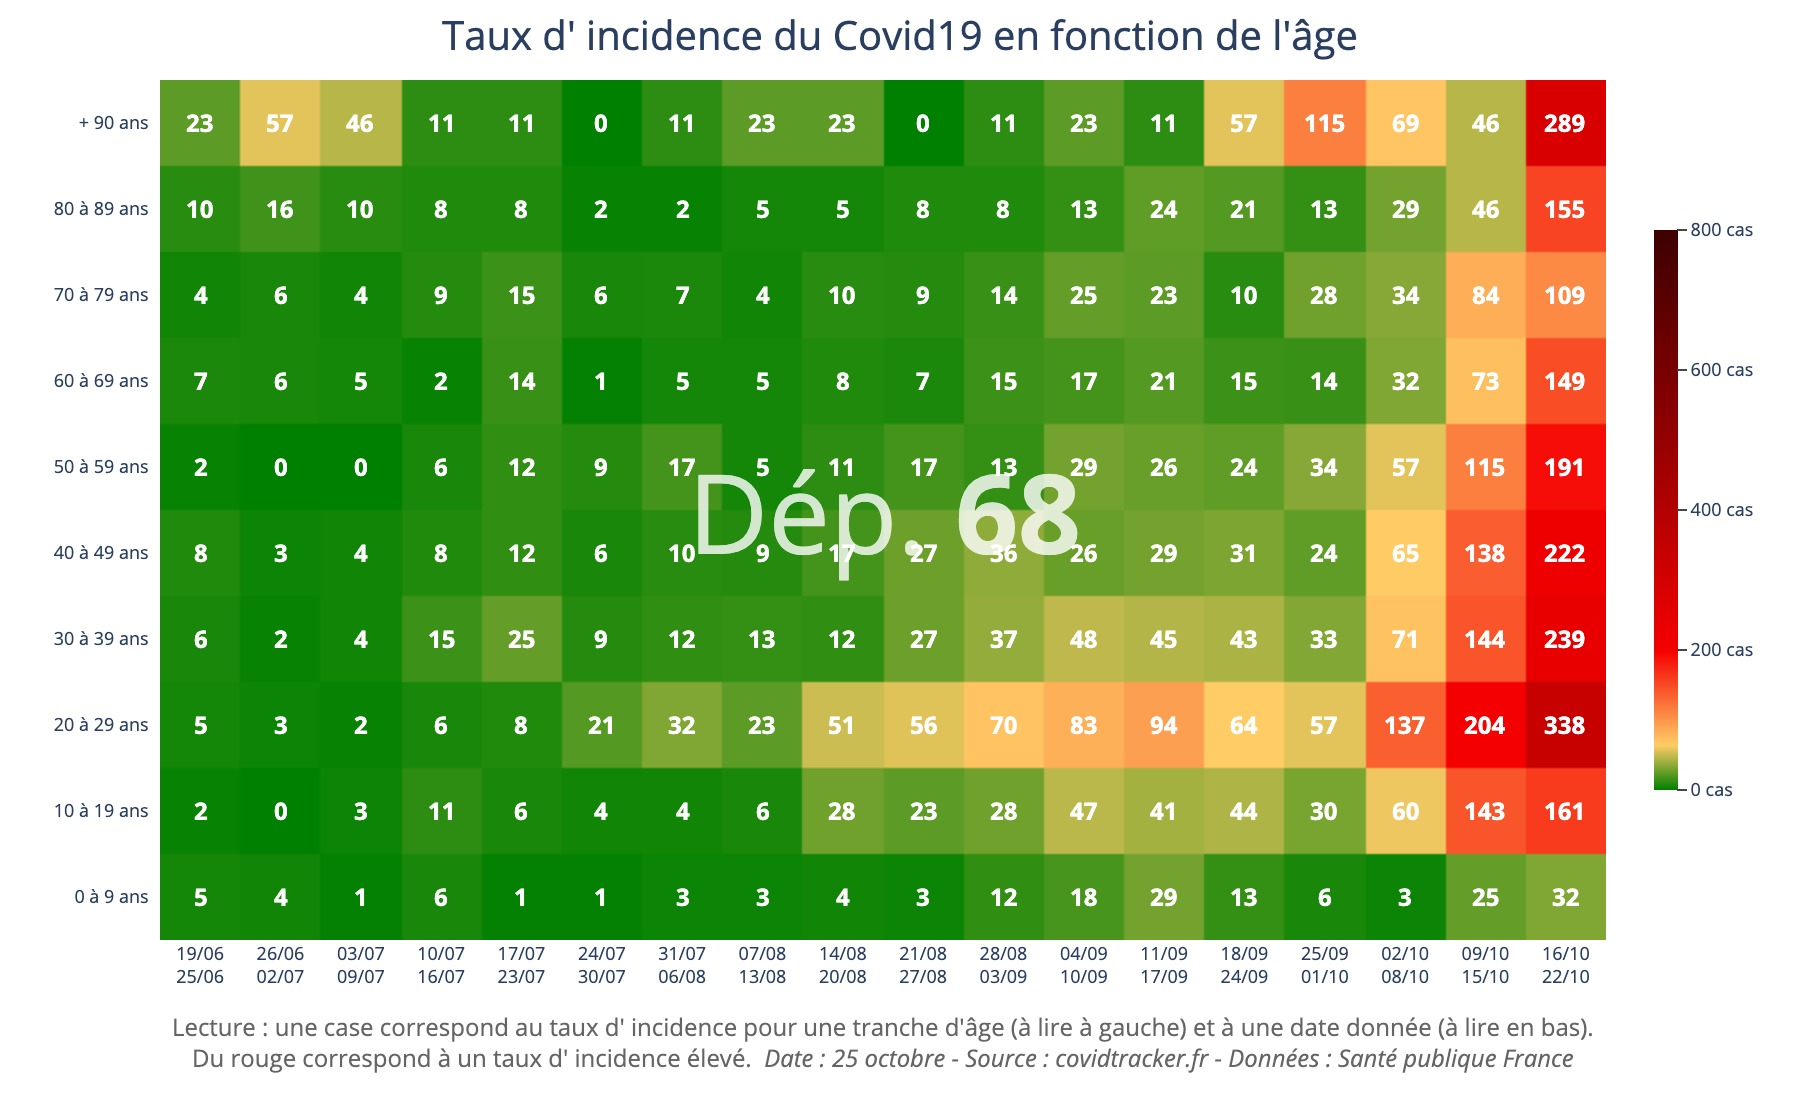 Taux d' incidence du Covid19 en fonction de l'âge
+ 90 ans 23 57 46 11 11 0 11 23 23 0 11 23 11 57 115 69 46 289
80 à 89 ans 10 16 10 8 8 2 2 5 5 8 8 13 24 21 13 29 46 155
70 à 79 ans 4 6 4 9 15 6 7 4 10 9 14 25 23 10 28 34 84 109
60 à 69 ans 7 6 5 2 14 1 5 5 8 7 15 17 21 15 14 32 73 149
50 à 59 ans 2 0 0 6 12 9 17 5 11 17 13 29 26 24 34 57 115 191
Dép. 68
40 à 49 ans 8 3 4 8 12 6 10 9 17 27 36 26 29 31 24 65 138 222
30 à 39 ans 6 2 4 15 25 9 12 13 12 27 37 48 45 43 33 71 144 239
20 à 29 ans 5 3 2 6 8 21 32 23 51 56 70 83 94 64 57 137 204 338
10 à 19 ans 2 0 3 11 6 4 4 6 28 23 28 47 41 44 30 60 143 161
0 à 9 ans 5 4 1 6 1 1 3 3 4 3 12 18 29 13 6 3 25 32
19/06 26/06 03/07 10/07 17/07 24/07 31/07 07/08 14/08 21/08 28/08 04/09 11/09 18/09 25/09 02/10 09/10 16/10
25/06 02/07 09/07 16/07 23/07 30/07 06/08 13/08 20/08 27/08 03/09 10/09 17/09 24/09 01/10 08/10 15/10 22/10
800 cas
600 cas
400 cas
200 cas
0 cas
Lecture : une case correspond au taux d' incidence pour une tranche d'âge (à lire à gauche) et à une date donnée (à lire en bas).
Du rouge correspond à un taux d' incidence élevé. Date : 25 octobre - Source : covidtracker.fr - Données : Santé publique France